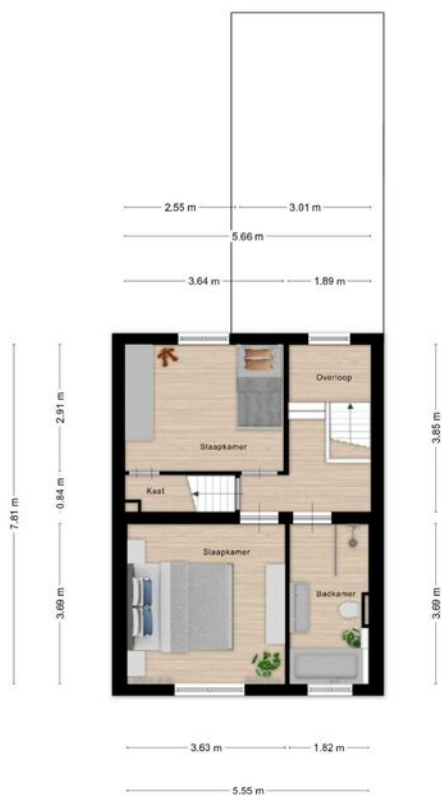 2.55 m
3.01 m
5.66 m
3.64 m
1.89 m
7.81 m
2.91 m
0.84 m
3.69 m
3.85 m
3.69 m
Overloop
Slaapkamer
Kast
Slaapkamer
Badkamer
3.63 m
1.82 m
5.55 m